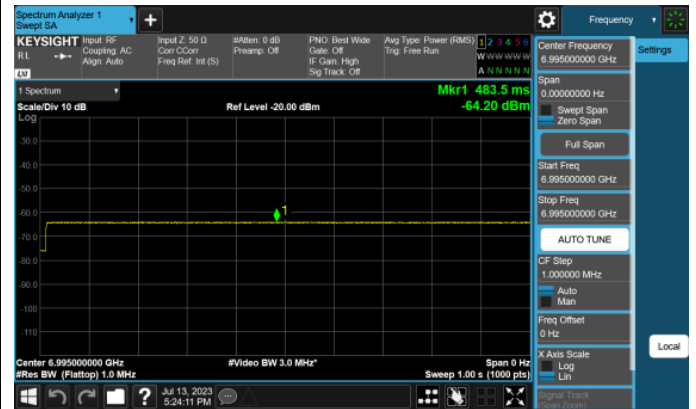 Spectrum Analyzer 1
Swept SA
Frequency
KEYSIGHT
RL
LXI
Input: RF
Coupling: AC
Align: Auto
Input Z: 50 Ω
Corr CCorr
Freq Ref: Int (S)
#Atten: 0 dB
Preamp: Off
PNO: Best Wide
Gate: Off
IF Gain: High
Sig Track: Off
Avg Type: Power (RMS)
Trig: Free Run
1 2 3 4 5 6
W W W W W W
A N N N N N
1 Spectrum
Scale/Div 10 dB
Log
Ref Level -20.00 dBm
Mkr1 483.5 ms
-64.20 dBm
-30.0
-40.0
-50.0
-60.0
-70.0
-80.0
-90.0
-100
-110
1
Center 6.995000000 GHz
#Res BW (Flattop) 1.0 MHz
#Video BW 3.0 MHz*
Span 0 Hz
Sweep 1.00 s (1000 pts)
Jul 13, 2023
5:24:11 PM
Center Frequency
6.995000000 GHz
Span
0.00000000 Hz
Swept Span
Zero Span
Full Span
Start Freq
6.995000000 GHz
Stop Freq
6.995000000 GHz
AUTO TUNE
CF Step
1.000000 MHz
Auto
Man
Freq Offset
0 Hz
X Axis Scale
Log
Lin
Signal Track
(Span Zoom)
Settings
Local